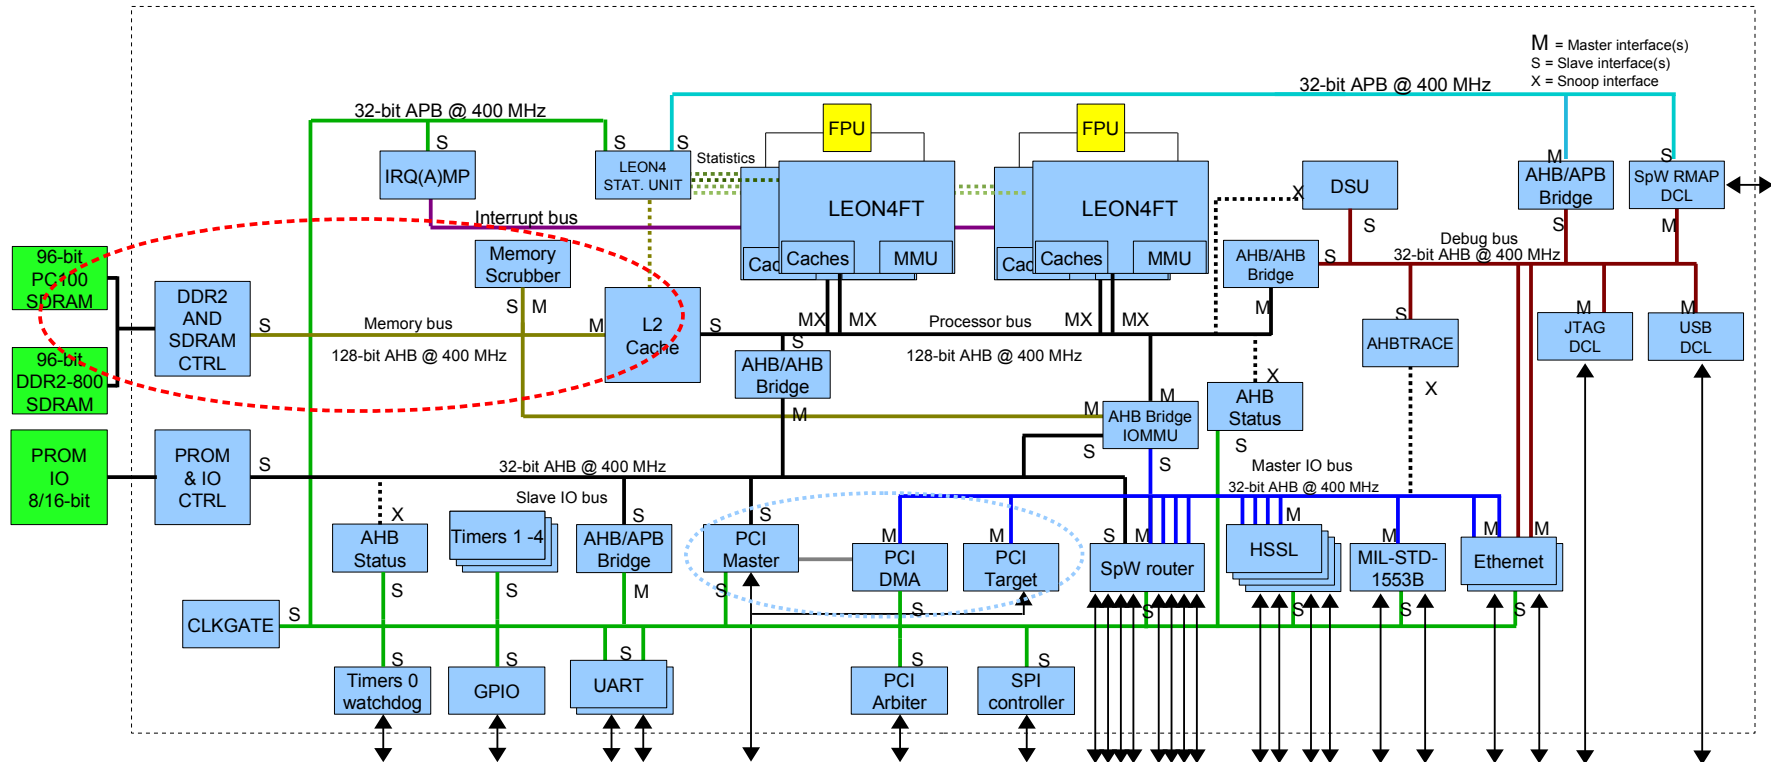 M = Master interface(s)
S = Slave interface(s)
X = Snoop interface
32-bit APB @ 400 MHz
32-bit APB @ 400 MHz
FPU
FPU
S
S
S
M
S
IRQ(A)MP
LEON4
STAT. UNIT
Statistics
LEON4FT
LEON4FT
X
DSU
AHB/APB
Bridge
SpW RMAP
DCL
Interrupt bus
S
S
M
Debug bus
32-bit AHB @ 400 MHz
96-bit
PC100
SDRAM
Memory
Scrubber
Cac
Caches
MMU
Cac
Caches
MMU
AHB/AHB
Bridge
S
DDR2
AND
SDRAM
CTRL
S
S
M
M
L2
Cache
S
MX
MX
MX
MX
M
S
M
M
Memory bus
128-bit AHB @ 400 MHz
Processor bus
128-bit AHB @ 400 MHz
S
AHB/AHB
Bridge
M
AHBTRACE
X
JTAG
DCL
USB
DCL
96-bit
DDR2-800
SDRAM
M
M
AHB Bridge
IOMMU
S
S
X
AHB
Status
S
PROM
IO
8/16-bit
PROM
& IO
CTRL
S
32-bit AHB @ 400 MHz
Slave IO bus
Master IO bus
32-bit AHB @ 400 MHz
X
S
S
M
M
S
M
M
M
M
M
AHB
Status
Timers 1 -4
AHB/APB
Bridge
PCI
Master
PCI
DMA
PCI
Target
SpW router
HSSL
MIL-STD-
1553B
Ethernet
S
S
M
S
S
S
S
S
S
CLKGATE
S
S
S
S
S
S
Timers 0
watchdog
GPIO
UART
PCI
Arbiter
SPI
controller